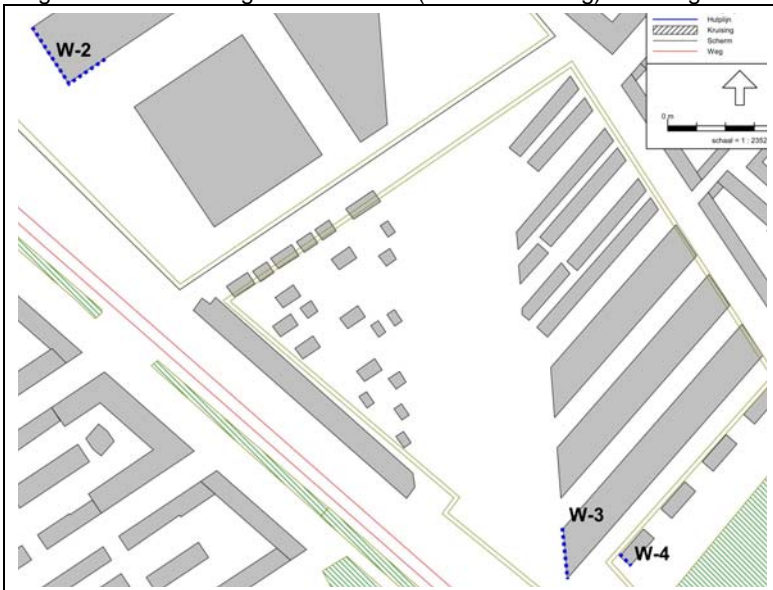 W-2
Hulplijn
Kruising
Scherm
Weg
0 m
schaal = 1 : 2352
W-3
W-4